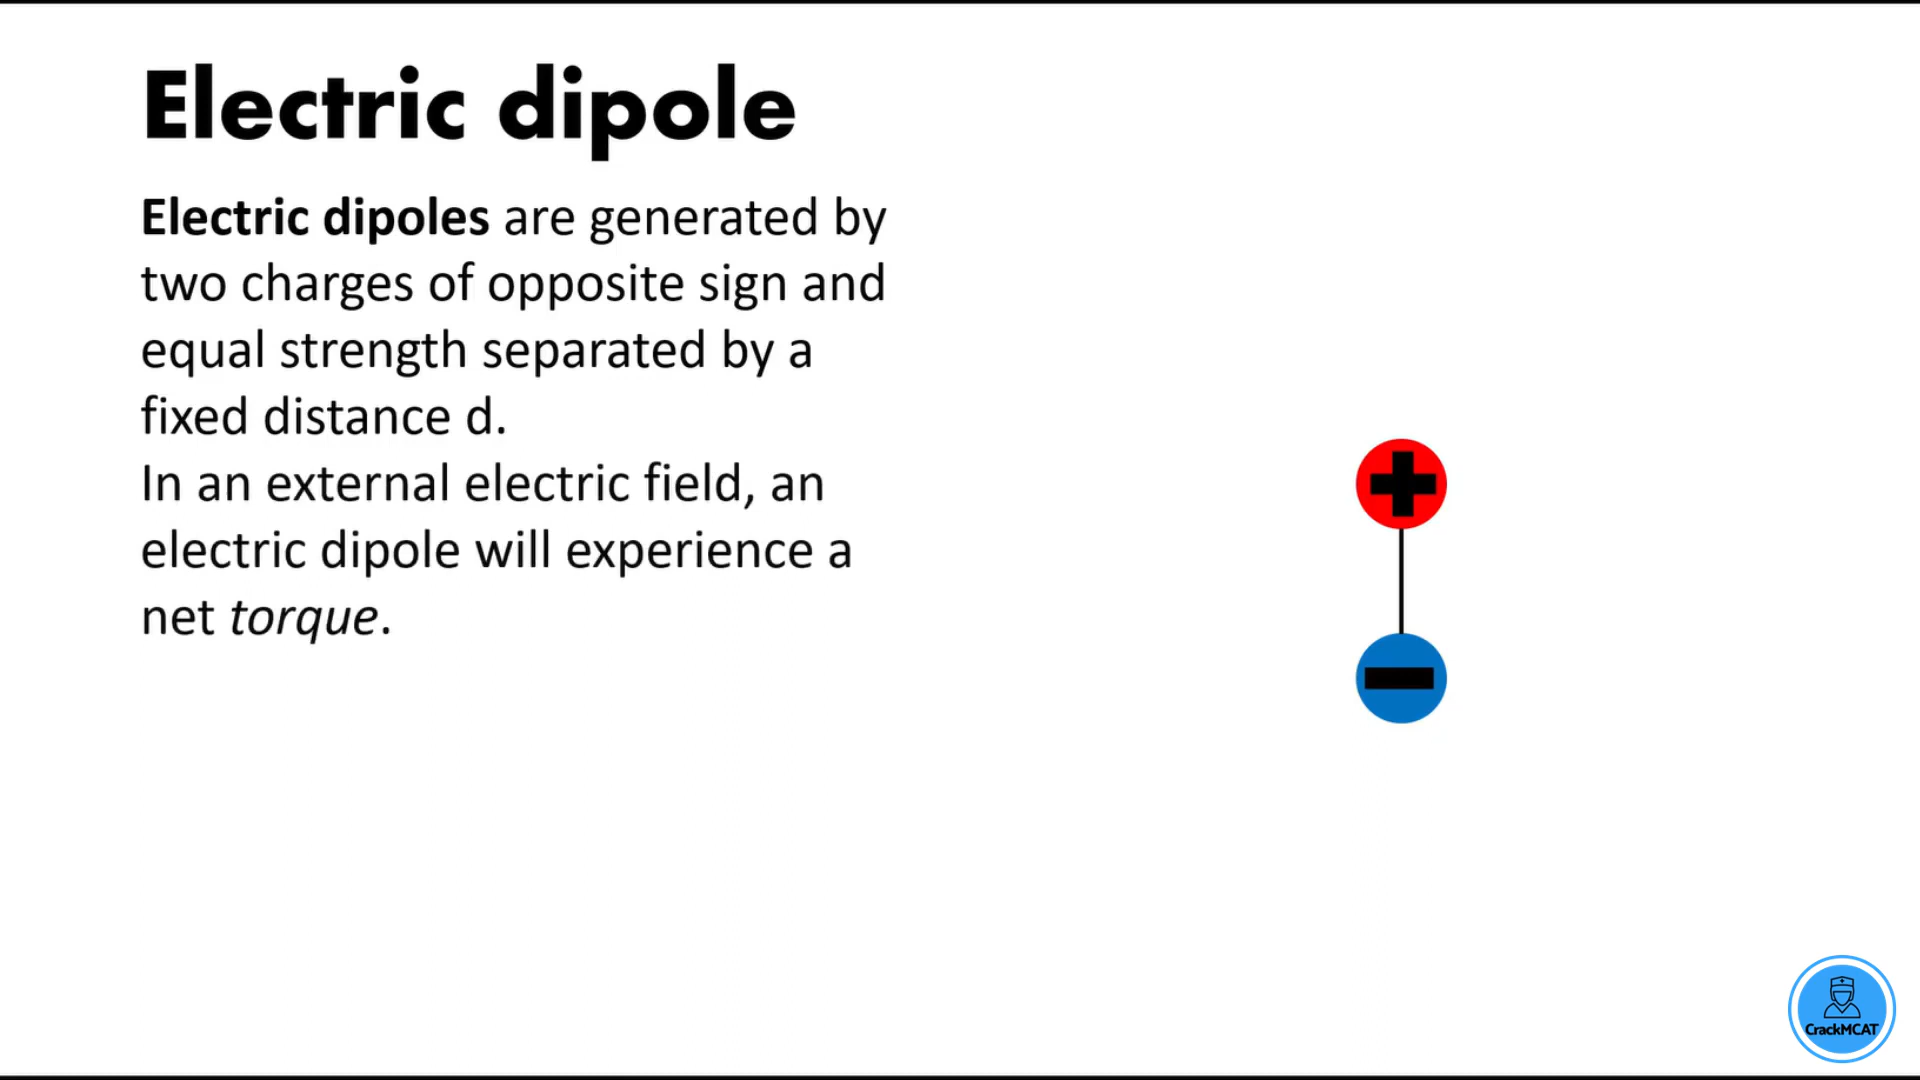 Electric dipole
Electric dipoles are generated by
two charges of opposite sign and
equal strength separated by a
fixed distance d.
In an external electric field, an
electric dipole will experience a
net torque.
CrackMCAT